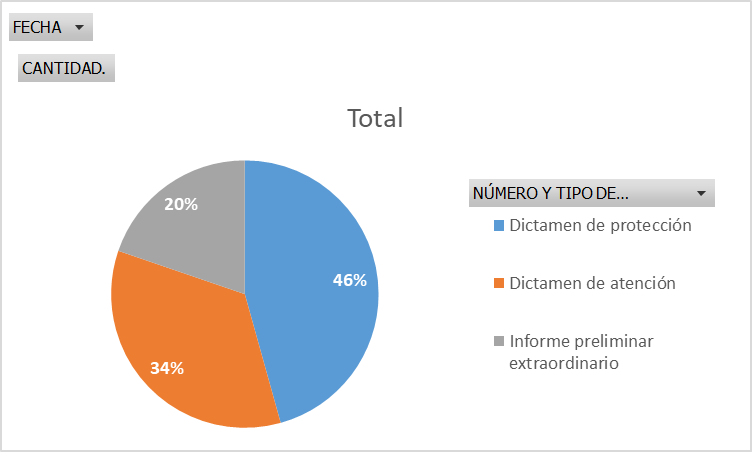 FECHA
CANTIDAD.
Total
20%
46%
34%
NÚMERO Y TIPO DE...
Dictamen de protección
Dictamen de atención
Informe preliminar
extraordinario